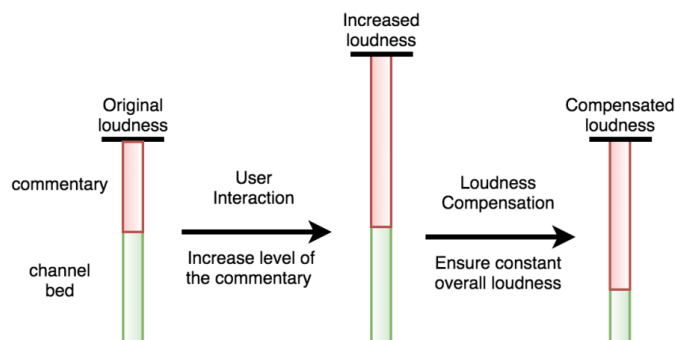 Increased
loudness
Original
loudness
Compensated
loudness
commentary
User
Interaction
Loudness
Compensation
Increase level of
the commentary
Ensure constant
overall loudness
channel
bed